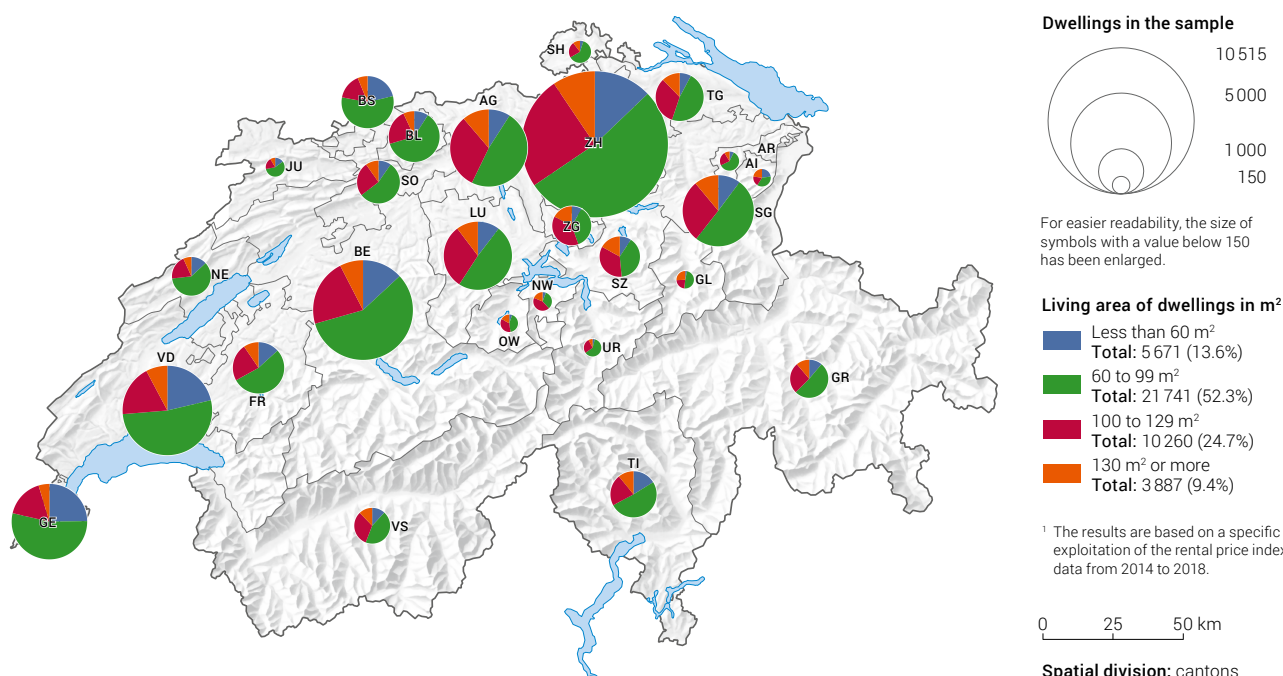 SH
BS
AG
TG
BL
ZH
AR
JU
SO
AI
LU
SG
ZG
BE
NE
SZ
NW
GL
OW
UR
VD
FR
GR
TI
GE
VS
Dwellings in the sample
10 515
5 000
1 000
150
For easier readability, the size of
symbols with a value below 150
has been enlarged.
Living area of dwellings in m²
Less than 60 m²
Total: 5 671 (13.6%)
60 to 99 m²
Total: 21 741 (52.3%)
100 to 129 m²
Total: 10 260 (24.7%)
130 m² or more
Total: 3 887 (9.4%)
¹ The results are based on a specific
exploitation of the rental price index
data from 2014 to 2018.
0 25 50 km
Spatial division: cantons